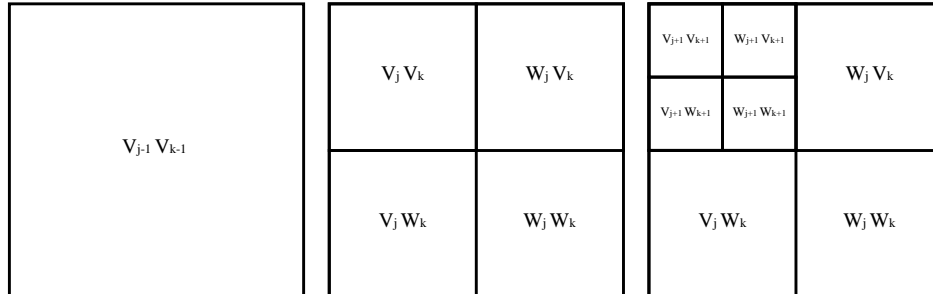 V_{j-1} V_{k-1}
V_j V_k
W_j V_k
V_j W_k
W_j W_k
V_{j+1} V_{k+1}
W_{j+1} V_{k+1}
V_{j+1} W_{k+1}
W_{j+1} W_{k+1}
W_j V_k
V_j W_k
W_j W_k